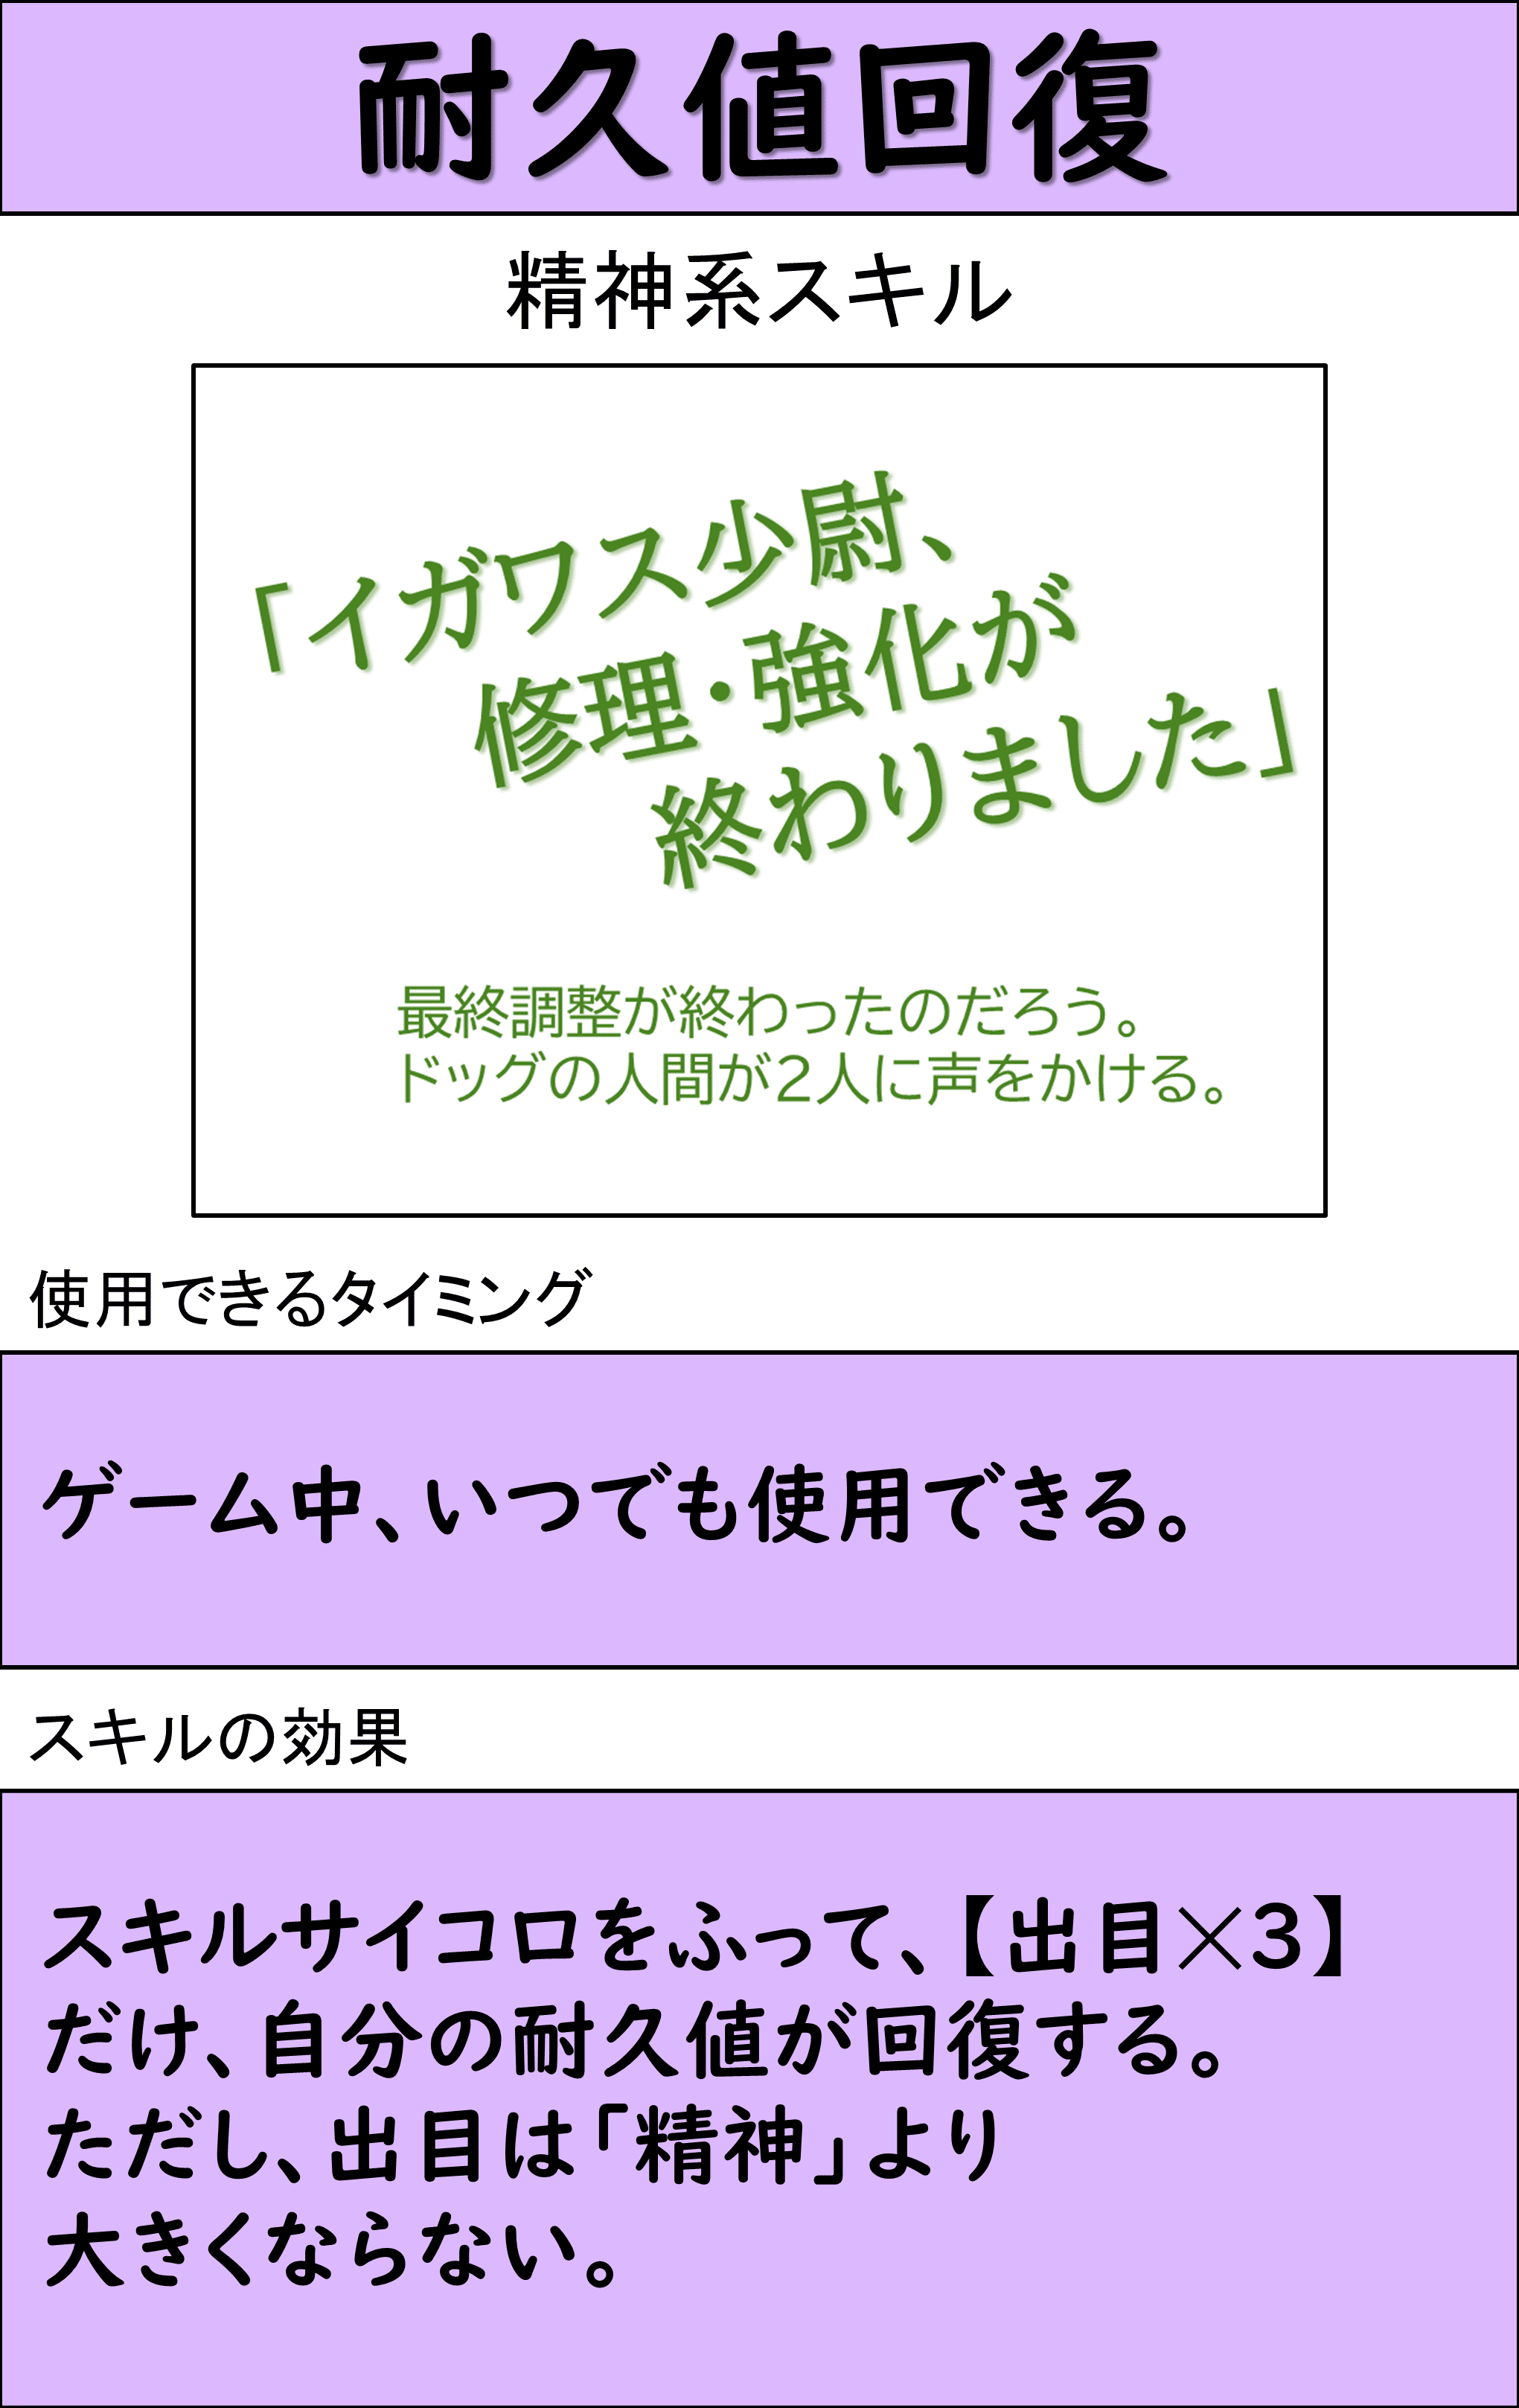 耐久値回復
精神系スキル
「イガワス少尉、
修理・強化が
終わりました」
最終調整が終わったのだろう。
ドッグの人間が2人に声をかける。
使用できるタイミング
ゲーム中、いつでも使用できる。
スキルの効果
スキルサイコロをふって、【出目×3】
だけ、自分の耐久値が回復する。
ただし、出目は「精神」より
大きくならない。